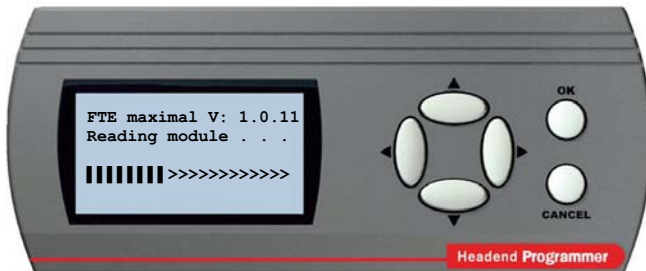 FTE maximal V: 1.0.11
Reading module . . .
▌▌▌▌▌▌▌▌>>>>>>>>>>>>
OK
CANCEL
Headend Programmer